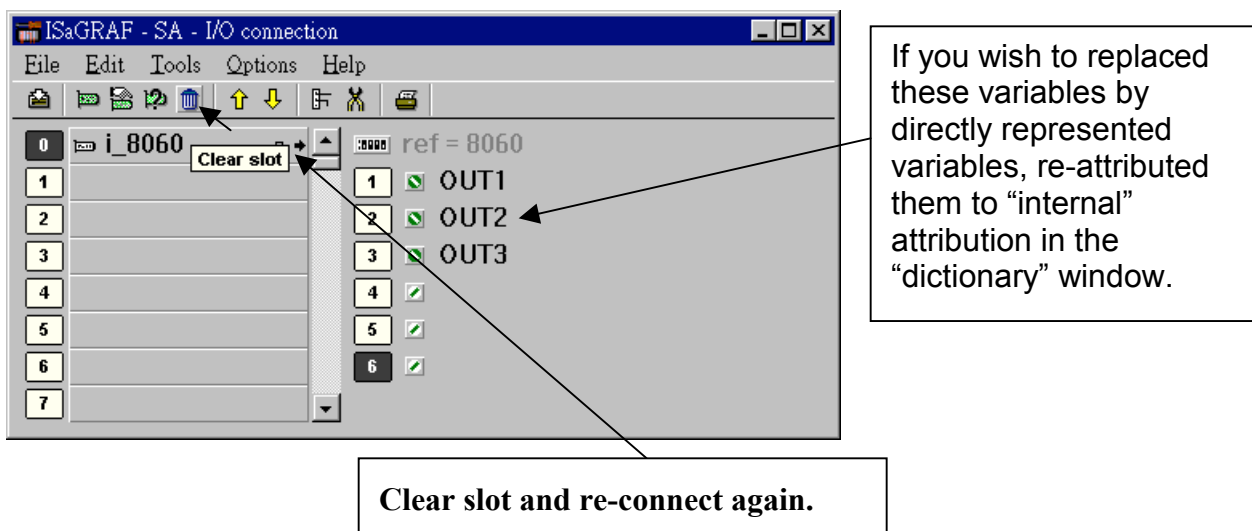 ISaGRAF - SA - I/O connection
File Edit Tools Options Help
0 i_8060
Clear slot
1
2
3
4
5
6
7
ref = 8060
1 OUT1
2 OUT2
3 OUT3
4
5
6
If you wish to replaced
these variables by
directly represented
variables, re-attributed
them to “internal”
attribution in the
“dictionary” window.
Clear slot and re-connect again.